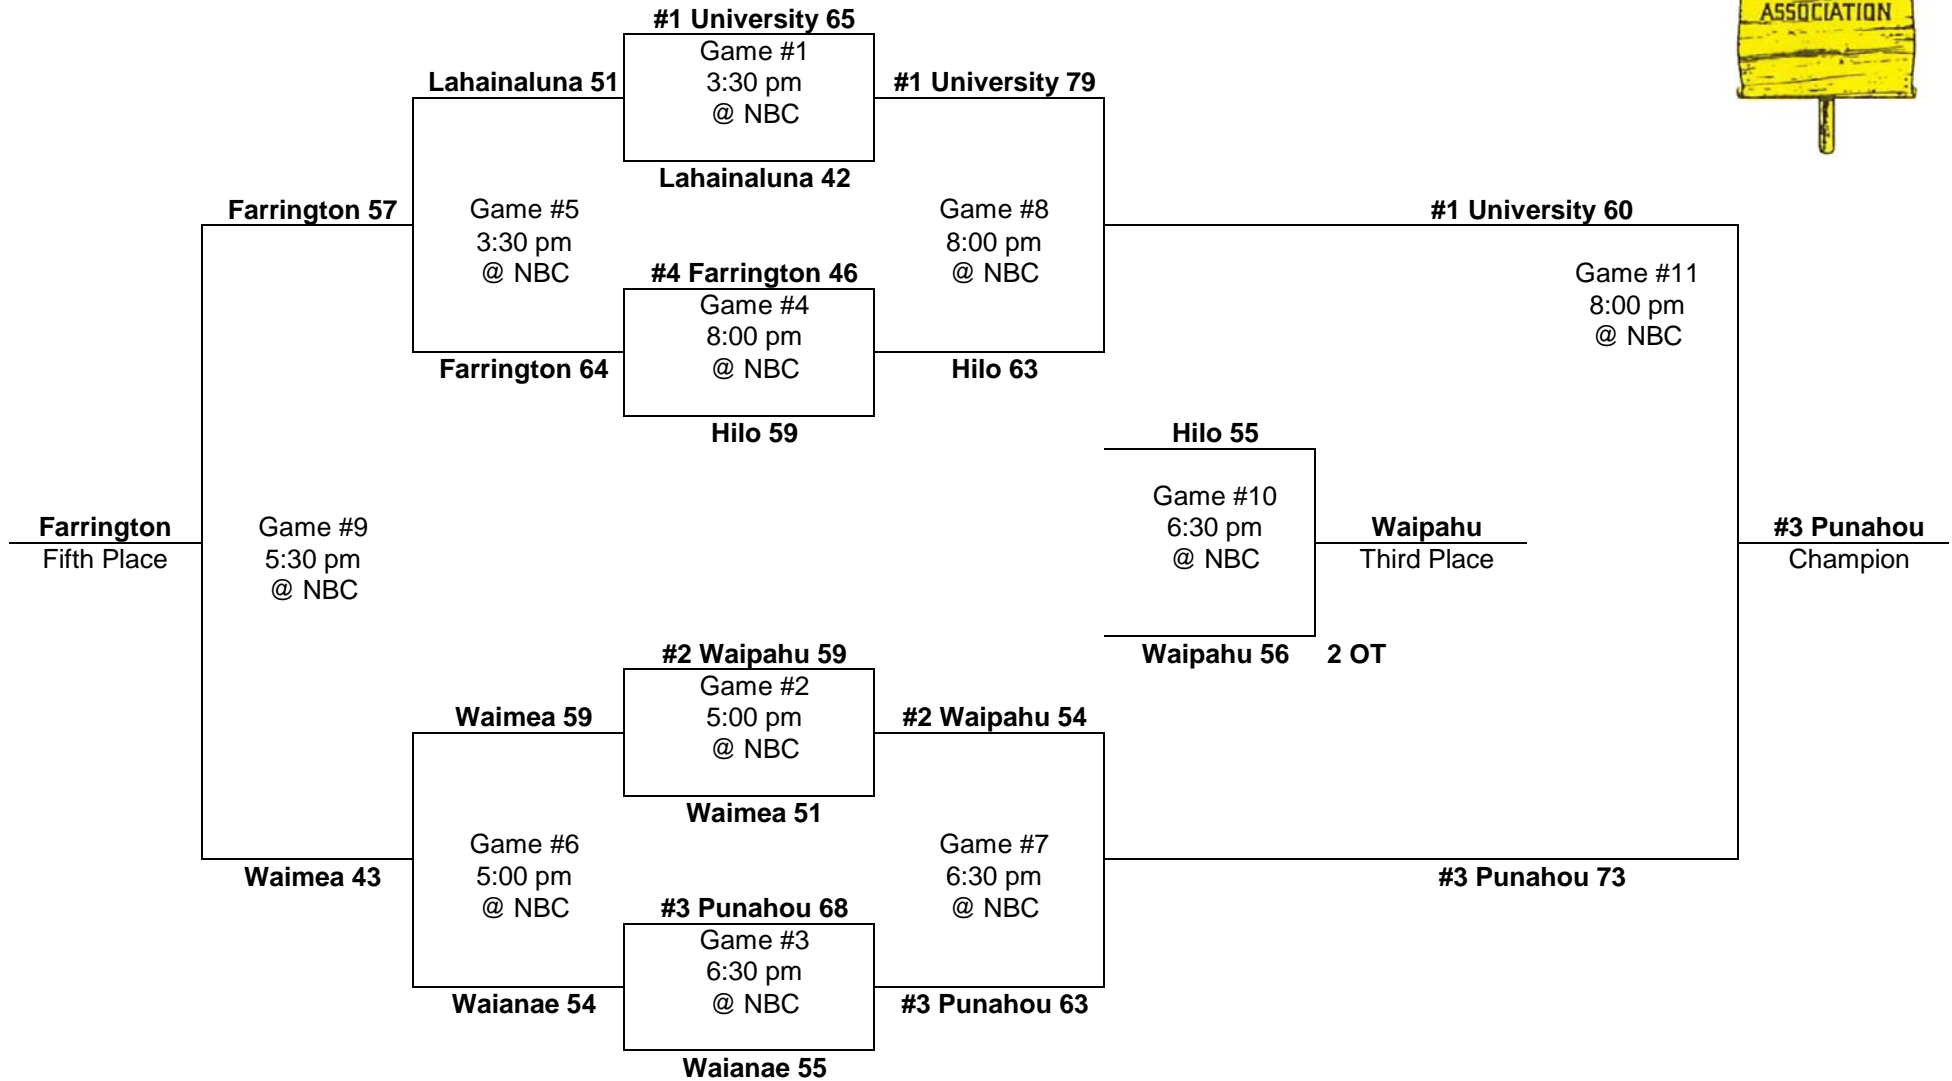 ASSOCIATION
#1 University 65
Game #1
3:30 pm
@ NBC
Lahainaluna 42
Lahainaluna 51
#1 University 79
Farrington 57
Game #5
3:30 pm
@ NBC
#4 Farrington 46
Game #4
8:00 pm
@ NBC
Hilo 59
Farrington 64
Game #8
8:00 pm
@ NBC
Hilo 63
#1 University 60
Game #11
8:00 pm
@ NBC
Hilo 55
Game #10
6:30 pm
@ NBC
Waipahu 56 2 OT
Waipahu
Third Place
#3 Punahou
Champion
Farrington
Fifth Place
Game #9
5:30 pm
@ NBC
#2 Waipahu 59
Game #2
5:00 pm
@ NBC
Waimea 51
Waimea 59
#2 Waipahu 54
Waimea 43
Game #6
5:00 pm
@ NBC
#3 Punahou 68
Game #3
6:30 pm
@ NBC
Waianae 55
Waianae 54
Game #7
6:30 pm
@ NBC
#3 Punahou 63
#3 Punahou 73